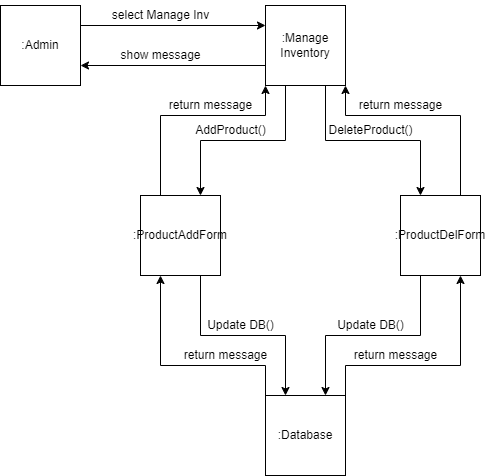 select Manage Inv
:Admin
:Manage
Inventory
show message
return message
return message
AddProduct()
DeleteProduct()
:ProductAddForm
:ProductDelForm
Update DB()
Update DB()
return message
return message
:Database